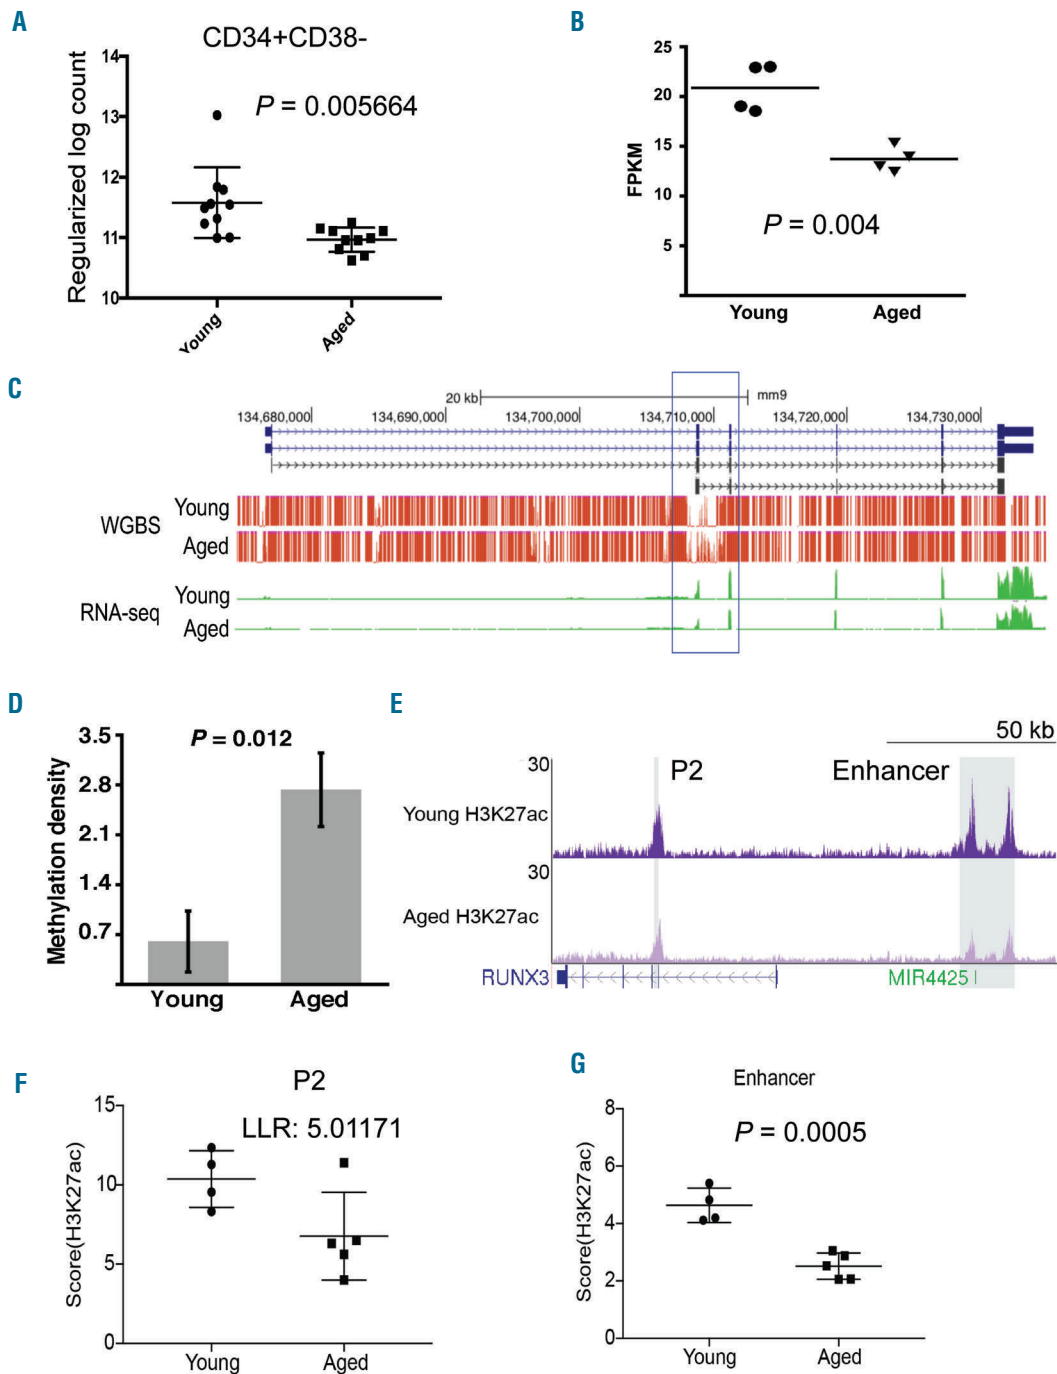 A
CD34+CD38-
P = 0.005664
Regularized log count
14
13
12
11
10
Young
Aged
B
25
20
15
10
5
FPKM
P = 0.004
Young
Aged
C
20 kb
mm9
134,680,000
134,690,000
134,700,000
134,710,000
134,720,000
134,730,000
WGBS
Young
Aged
RNA-seq
Young
Aged
D
P = 0.012
Methylation density
3.5
2.8
2.1
1.4
0.7
Young
Aged
E
50 kb
30
P2
Enhancer
Young H3K27ac
30
Aged H3K27ac
RUNX3
MIR4425
F
P2
LLR: 5.01171
Score(H3K27ac)
15
10
5
0
Young
Aged
G
Enhancer
P = 0.0005
Score(H3K27ac)
8
6
4
2
0
Young
Aged